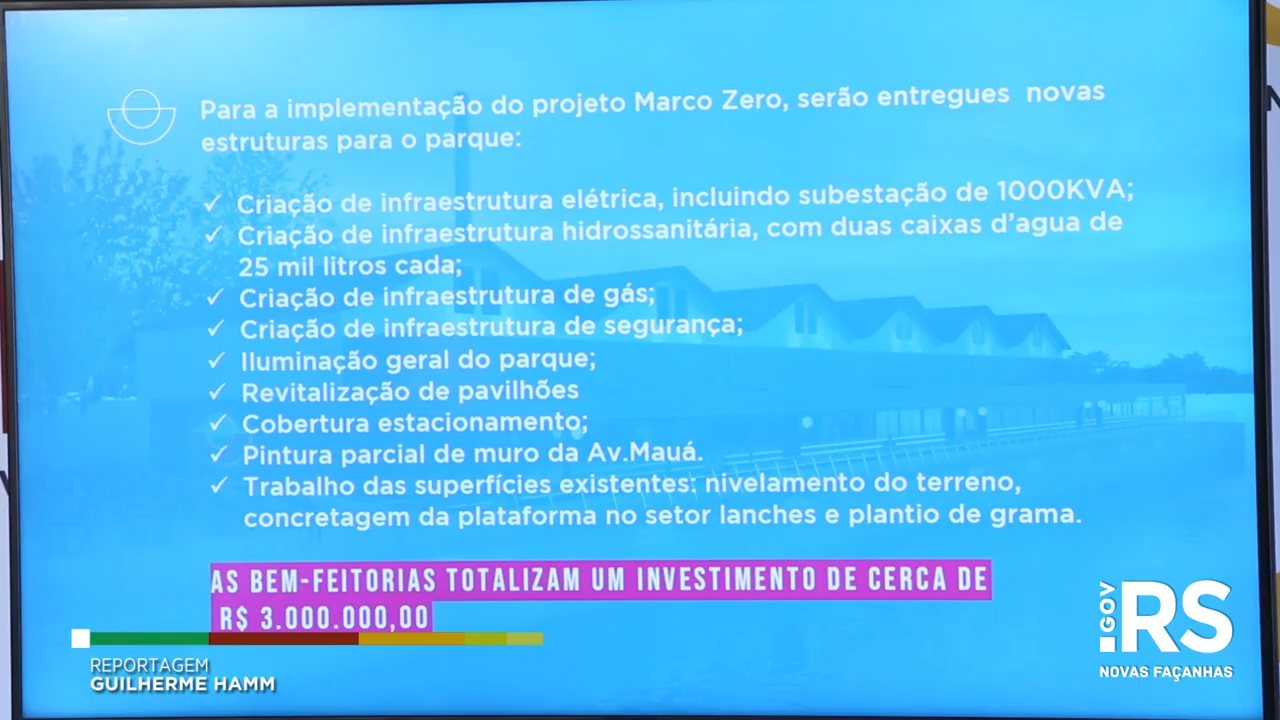 Para a implementação do projeto Marco Zero, serão entregues novas
estruturas para o parque:
✓ Criação de infraestrutura elétrica, incluindo subestação de 1000KVA;
✓ Criação de infraestrutura hidrossanitária, com duas caixas d'agua de
25 mil litros cada;
✓ Criação de infraestrutura de gás;
✓ Criação de infraestrutura de segurança;
✓ Iluminação geral do parque;
✓ Revitalização de pavilhões
✓ Cobertura estacionamento;
✓ Pintura parcial de muro da Av.Mauá.
✓ Trabalho das superfícies existentes: nivelamento do terreno,
concretagem da plataforma no setor lanches e plantio de grama.
AS BEM-FEITORIAS TOTALIZAM UM INVESTIMENTO DE CERCA DE
R$ 3.000.000,00
REPORTAGEM
GUILHERME HAMM
.GOV
RS
NOVAS FAÇANHAS